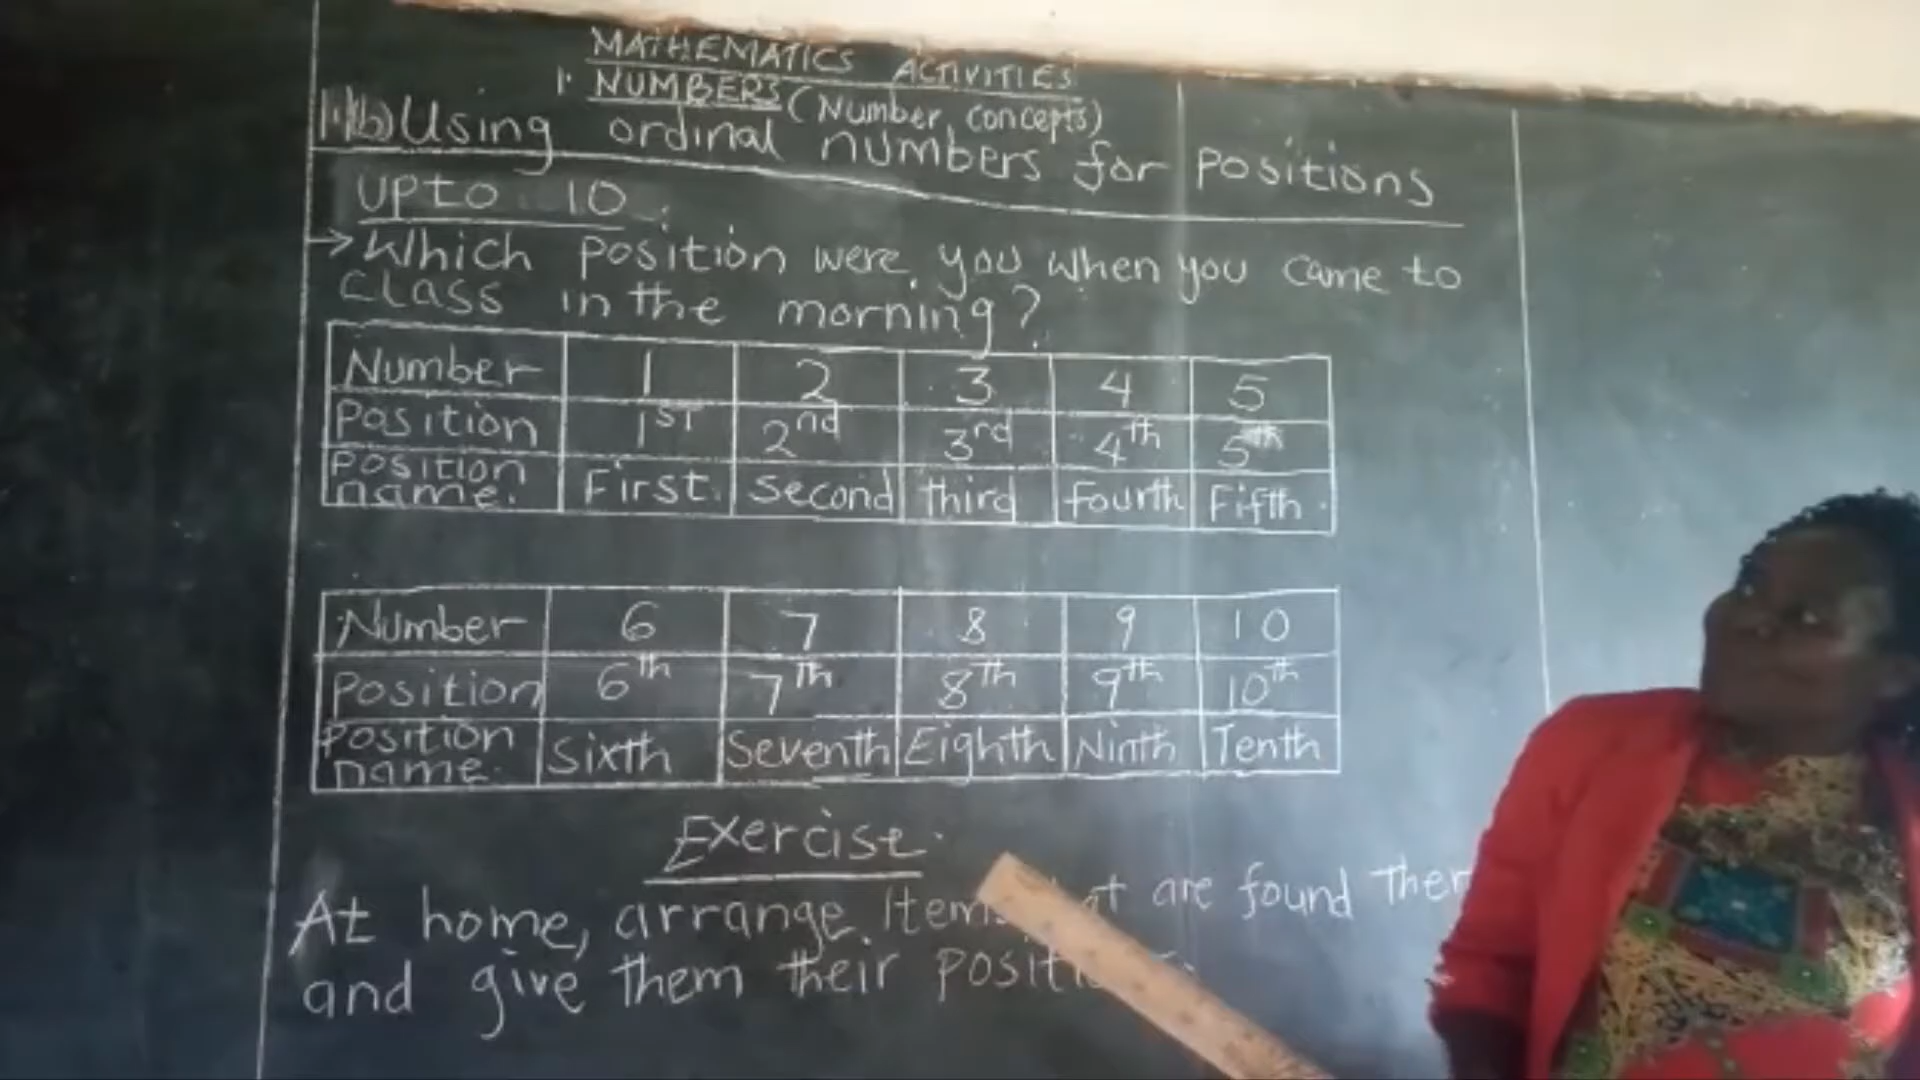 MATHEMATICS ACTIVITIES
1. NUMBERS (Number concepts)
1.1(b) Using ordinal numbers for positions
upto 10.
→ Which position were you when you came to
class in the morning?
Number 1 2 3 4 5
Position 1ST 2nd 3rd 4th 5th
Position name. First. Second third fourth Fifth.
Number 6 7 8 9 10
Position 6th 7th 8th 9th 10th
Position name. Sixth Seventh Eighth Ninth Tenth
Exercise.
At home, arrange Items are found
and give them their